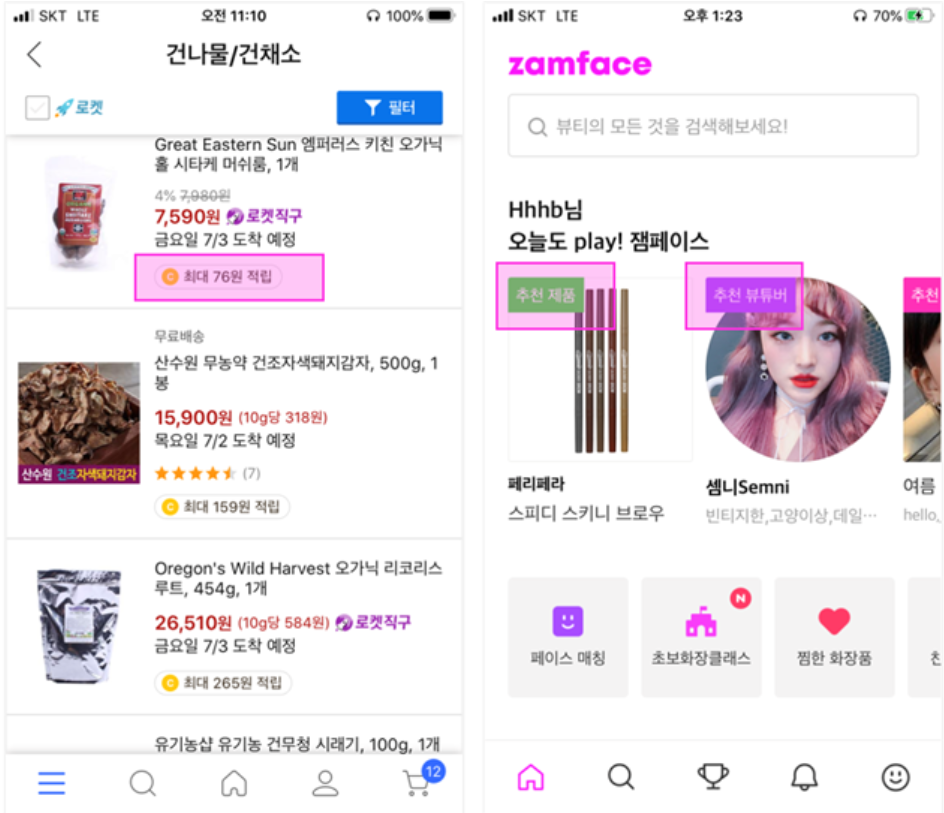 SKT LTE 오전 11:10 100%
건나물/건채소
로켓 필터
Great Eastern Sun 엠퍼러스 키친 오가닉
홀 시타케 머쉬룸, 1개
4% 7,980원
7,590원 로켓직구
금요일 7/3 도착 예정
C 최대 76원 적립
무료배송
산수원 무농약 건조자색돼지감자, 500g, 1
봉
15,900원 (10g당 318원)
목요일 7/2 도착 예정
(7)
C 최대 159원 적립
산수원 건조자색돼지감자
Oregon's Wild Harvest 오가닉 리코리스
루트, 454g, 1개
26,510원 (10g당 584원) 로켓직구
금요일 7/3 도착 예정
C 최대 265원 적립
유기농샵 유기농 건무청 시래기, 100g, 1개
12
SKT LTE 오후 1:23 70%
zamface
뷰티의 모든 것을 검색해보세요!
Hhhb님
오늘도 play! 잼페이스
추천 제품 추천 뷰튜버 추천
페리페라
스피디 스키니 브로우
셈니Semni
빈티지한,고양이상,데일…
여름
hello,
N
페이스 매칭 초보화장클래스 찜한 화장품